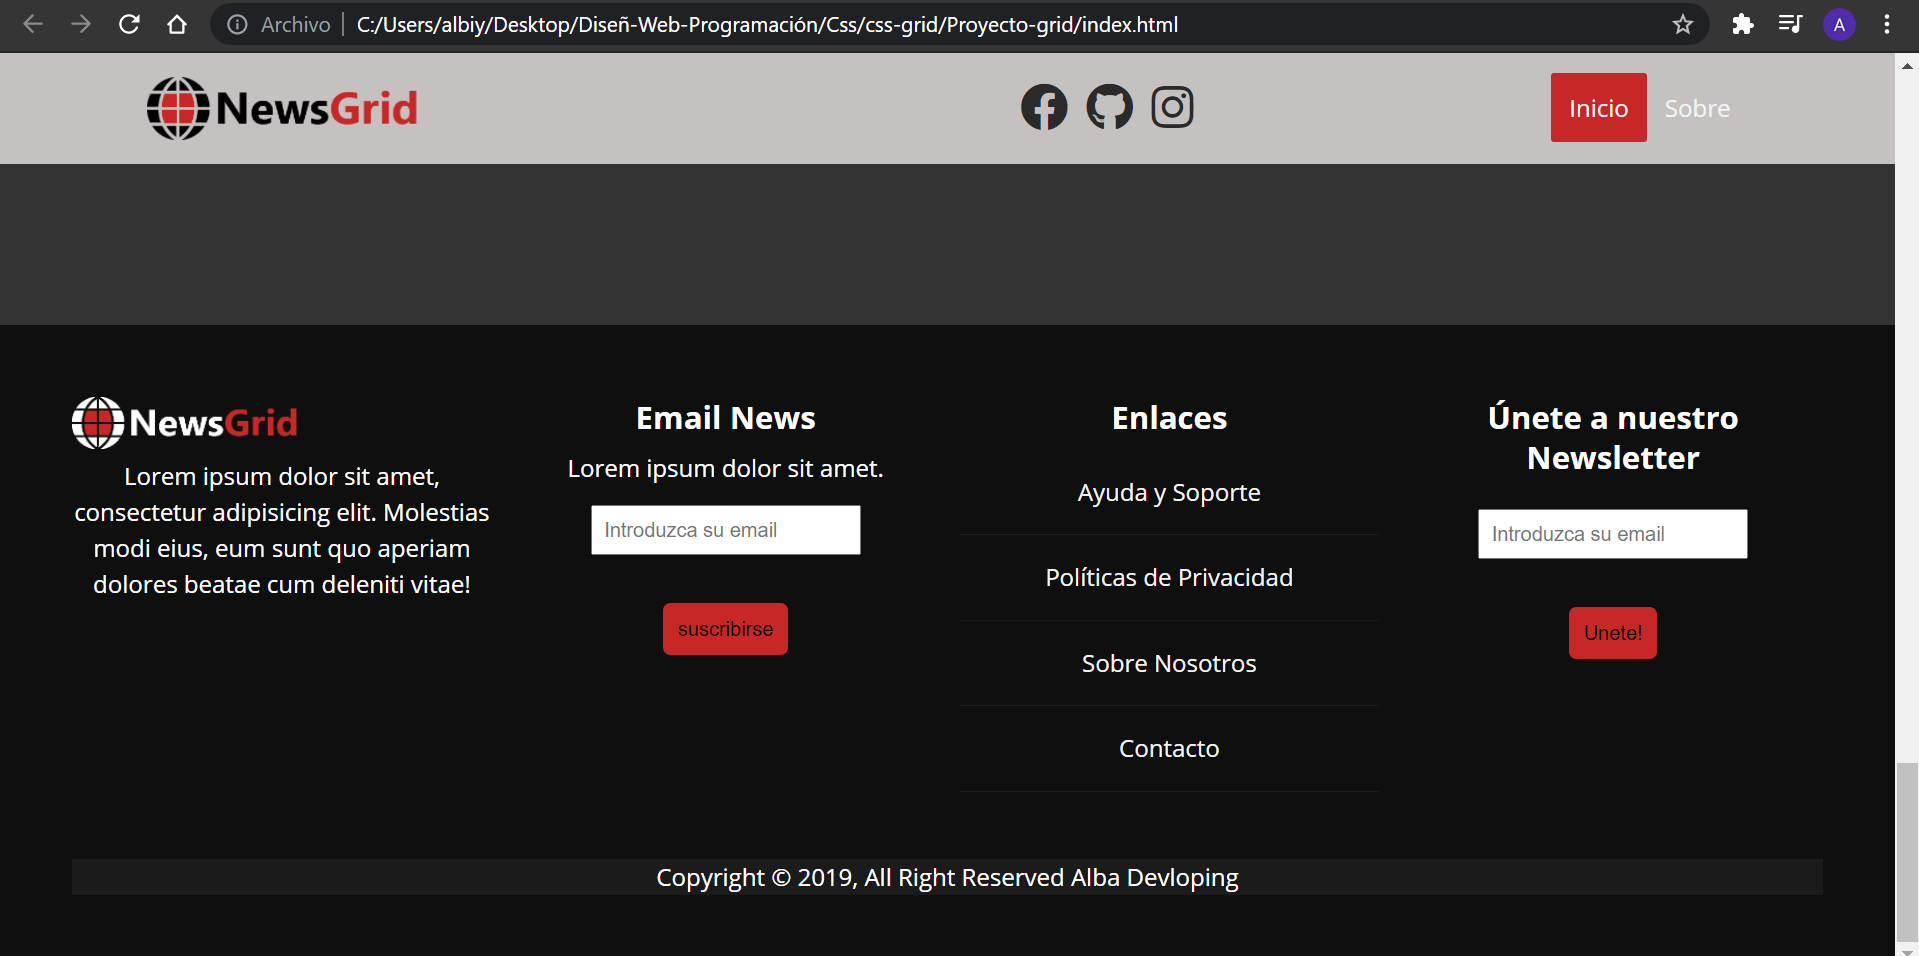 Archivo
C:/Users/albiy/Desktop/Diseñ-Web-Programación/Css/css-grid/Proyecto-grid/index.html
A
NewsGrid
Inicio
Sobre
NewsGrid
Lorem ipsum dolor sit amet,
consectetur adipisicing elit. Molestias
modi eius, eum sunt quo aperiam
dolores beatae cum deleniti vitae!
Email News
Lorem ipsum dolor sit amet.
Introduzca su email
suscribirse
Enlaces
Ayuda y Soporte
Políticas de Privacidad
Sobre Nosotros
Contacto
Únete a nuestro
Newsletter
Introduzca su email
Unete!
Copyright © 2019, All Right Reserved Alba Devloping